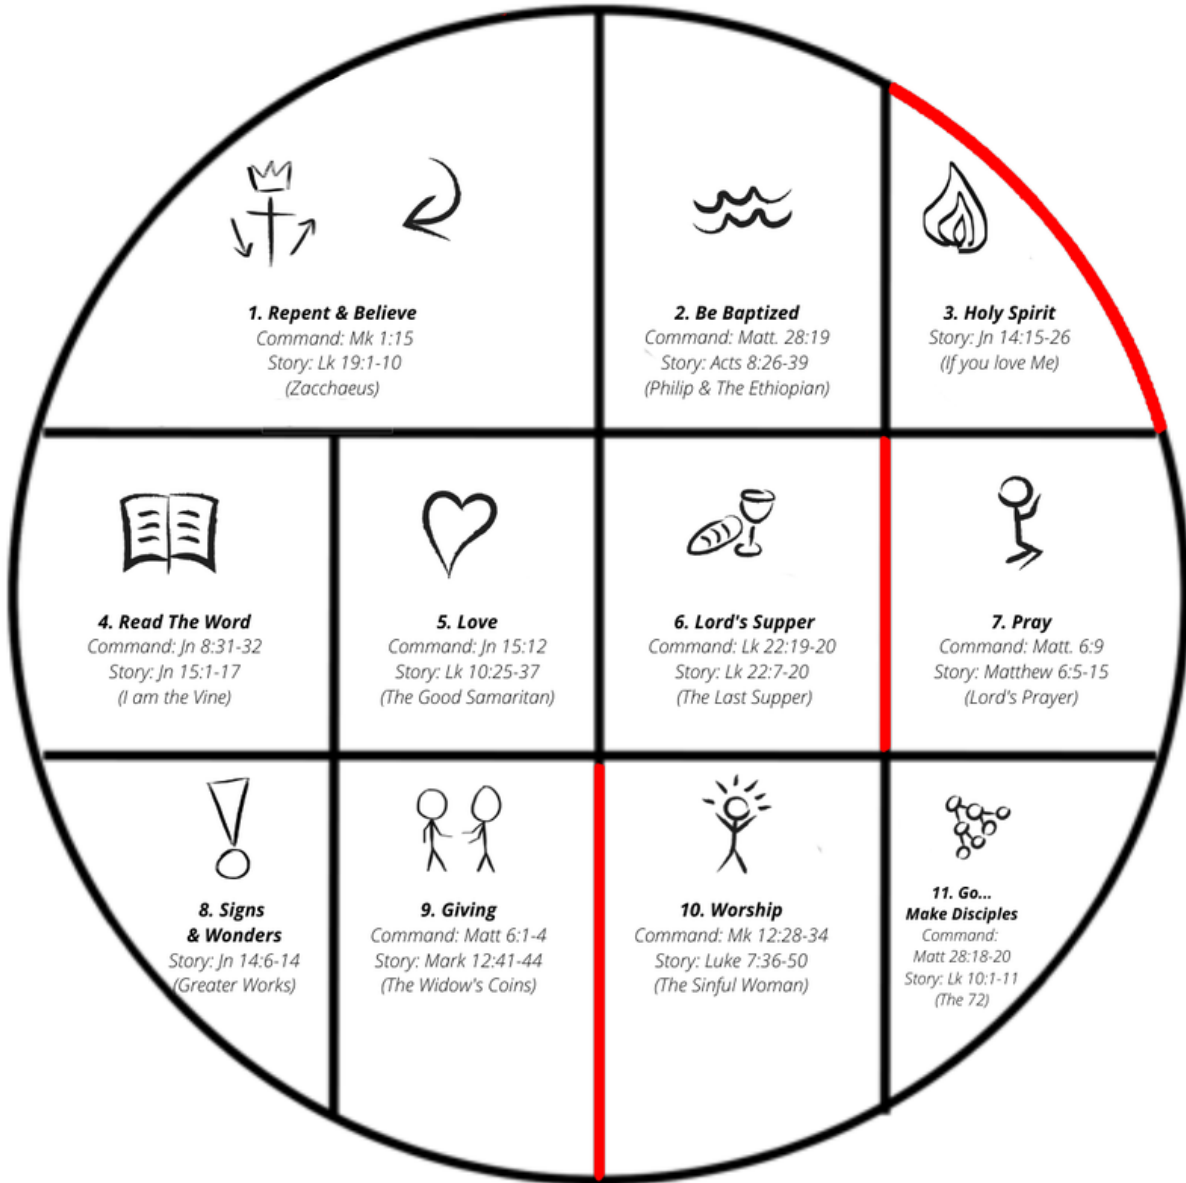 1. Repent & Believe
Command: Mk 1:15
Story: Lk 19:1-10
(Zacchaeus)
2. Be Baptized
Command: Matt. 28:19
Story: Acts 8:26-39
(Philip & The Ethiopian)
3. Holy Spirit
Story: Jn 14:15-26
(If you love Me)
4. Read The Word
Command: Jn 8:31-32
Story: Jn 15:1-17
(I am the Vine)
5. Love
Command: Jn 15:12
Story: Lk 10:25-37
(The Good Samaritan)
6. Lord's Supper
Command: Lk 22:19-20
Story: Lk 22:7-20
(The Last Supper)
7. Pray
Command: Matt. 6:9
Story: Matthew 6:5-15
(Lord's Prayer)
8. Signs
& Wonders
Story: Jn 14:6-14
(Greater Works)
9. Giving
Command: Matt 6:1-4
Story: Mark 12:41-44
(The Widow's Coins)
10. Worship
Command: Mk 12:28-34
Story: Luke 7:36-50
(The Sinful Woman)
11. Go...
Make Disciples
Command:
Matt 28:18-20
Story: Lk 10:1-11
(The 72)